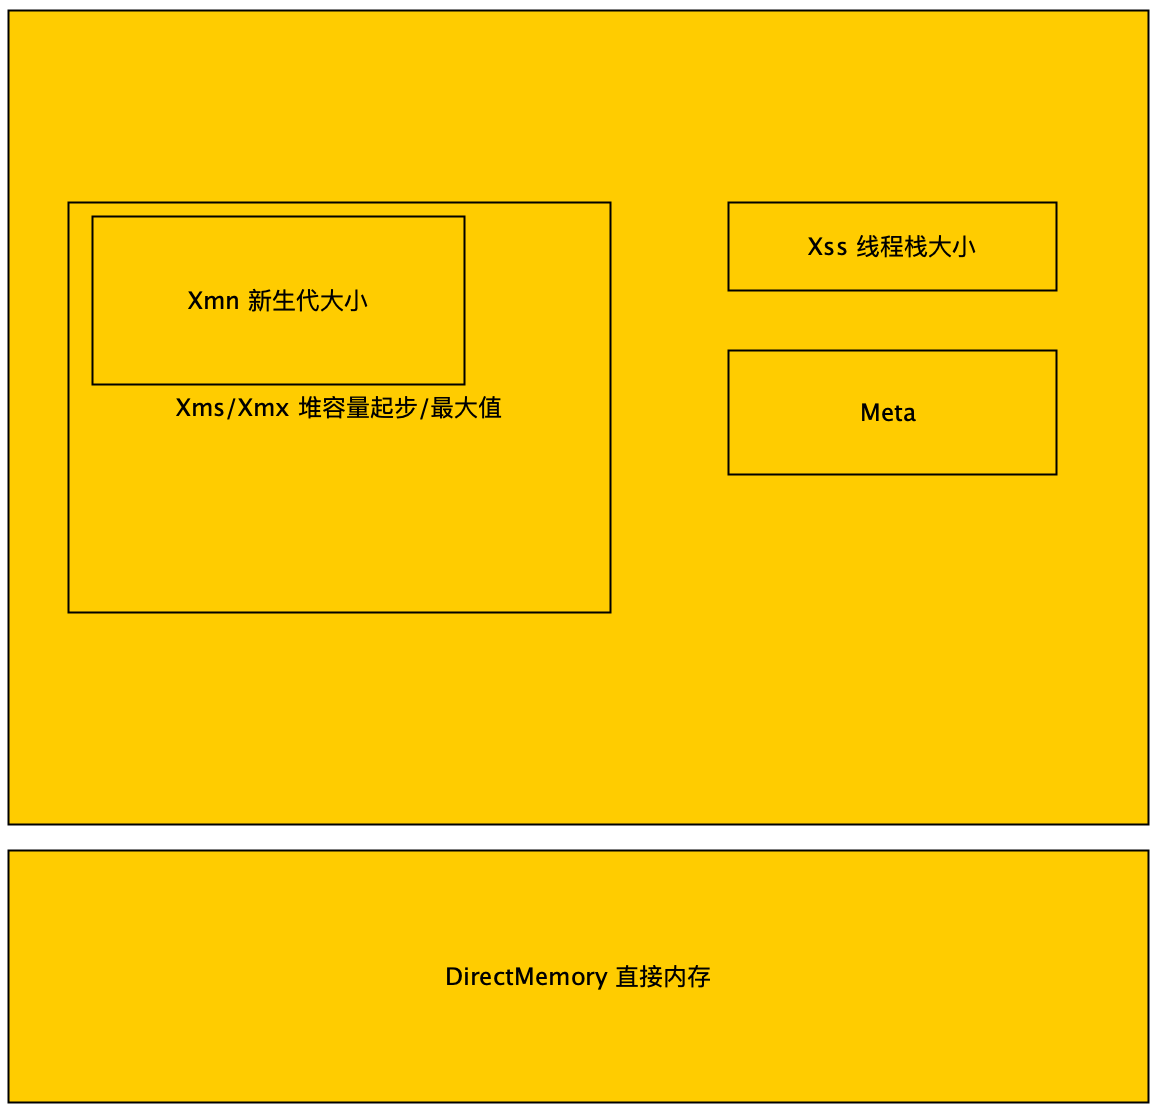 Xmn 新生代大小
Xms/Xmx 堆容量起步/最大值
Xss 线程栈大小
Meta
DirectMemory 直接内存